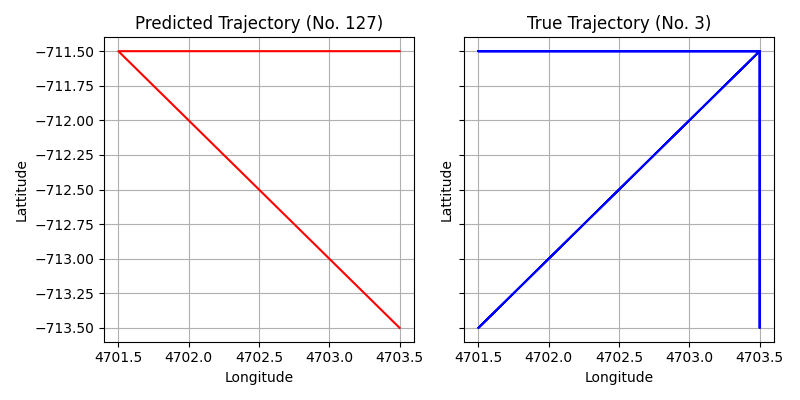 Predicted Trajectory (No. 127)
True Trajectory (No. 3)
Lattitude
−711.50
−711.75
−712.00
−712.25
−712.50
−712.75
−713.00
−713.25
−713.50
4701.5 4702.0 4702.5 4703.0 4703.5
Longitude
Lattitude
4701.5 4702.0 4702.5 4703.0 4703.5
Longitude